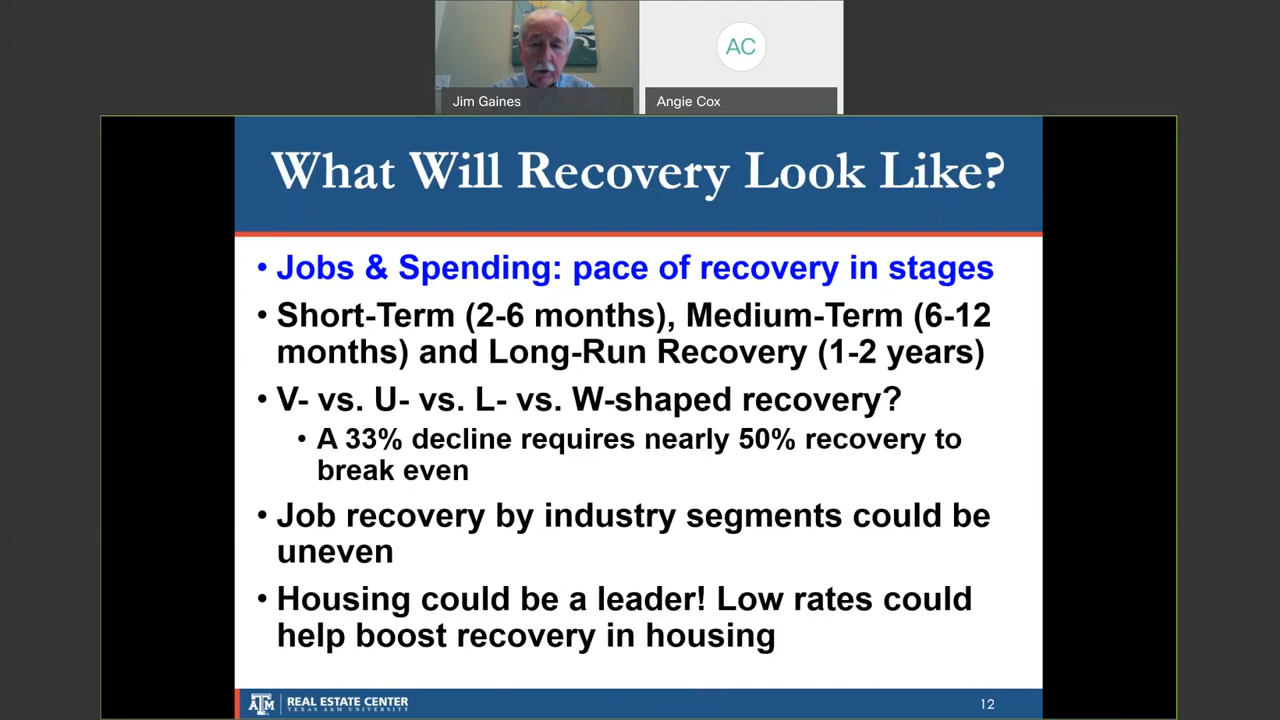 AC
Jim Gaines
Angie Cox
What Will Recovery Look Like?
• Jobs & Spending: pace of recovery in stages
• Short-Term (2-6 months), Medium-Term (6-12
months) and Long-Run Recovery (1-2 years)
• V- vs. U- vs. L- vs. W-shaped recovery?
• A 33% decline requires nearly 50% recovery to
break even
• Job recovery by industry segments could be
uneven
• Housing could be a leader! Low rates could
help boost recovery in housing
ATM
REAL ESTATE CENTER
TEXAS A&M UNIVERSITY
12